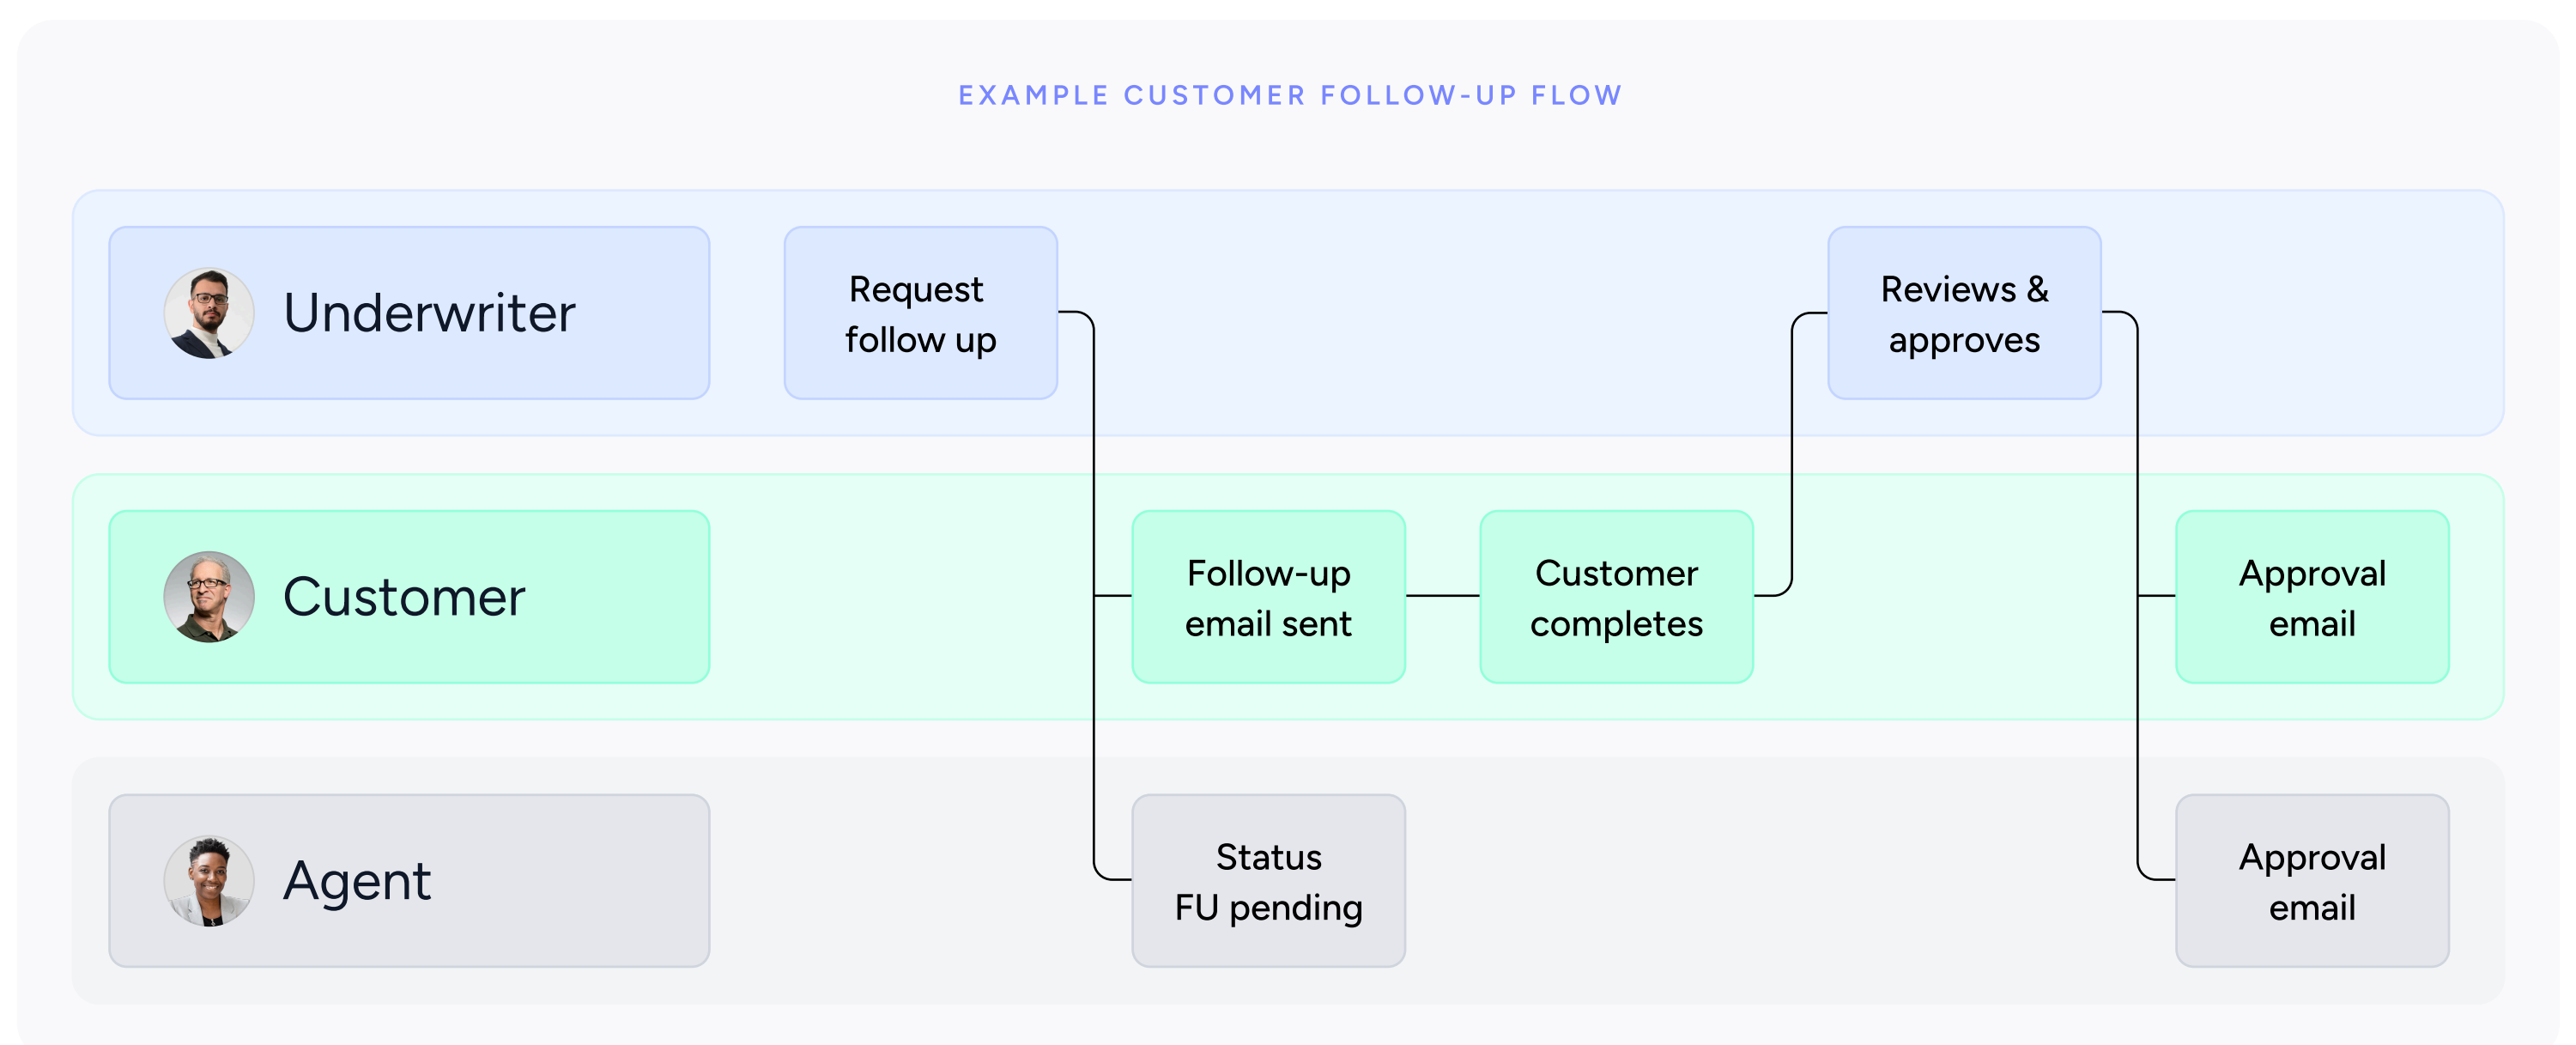 EXAMPLE CUSTOMER FOLLOW-UP FLOW
Underwriter
Request
follow up
Reviews &
approves
Customer
Follow-up
email sent
Customer
completes
Approval
email
Agent
Status
FU pending
Approval
email